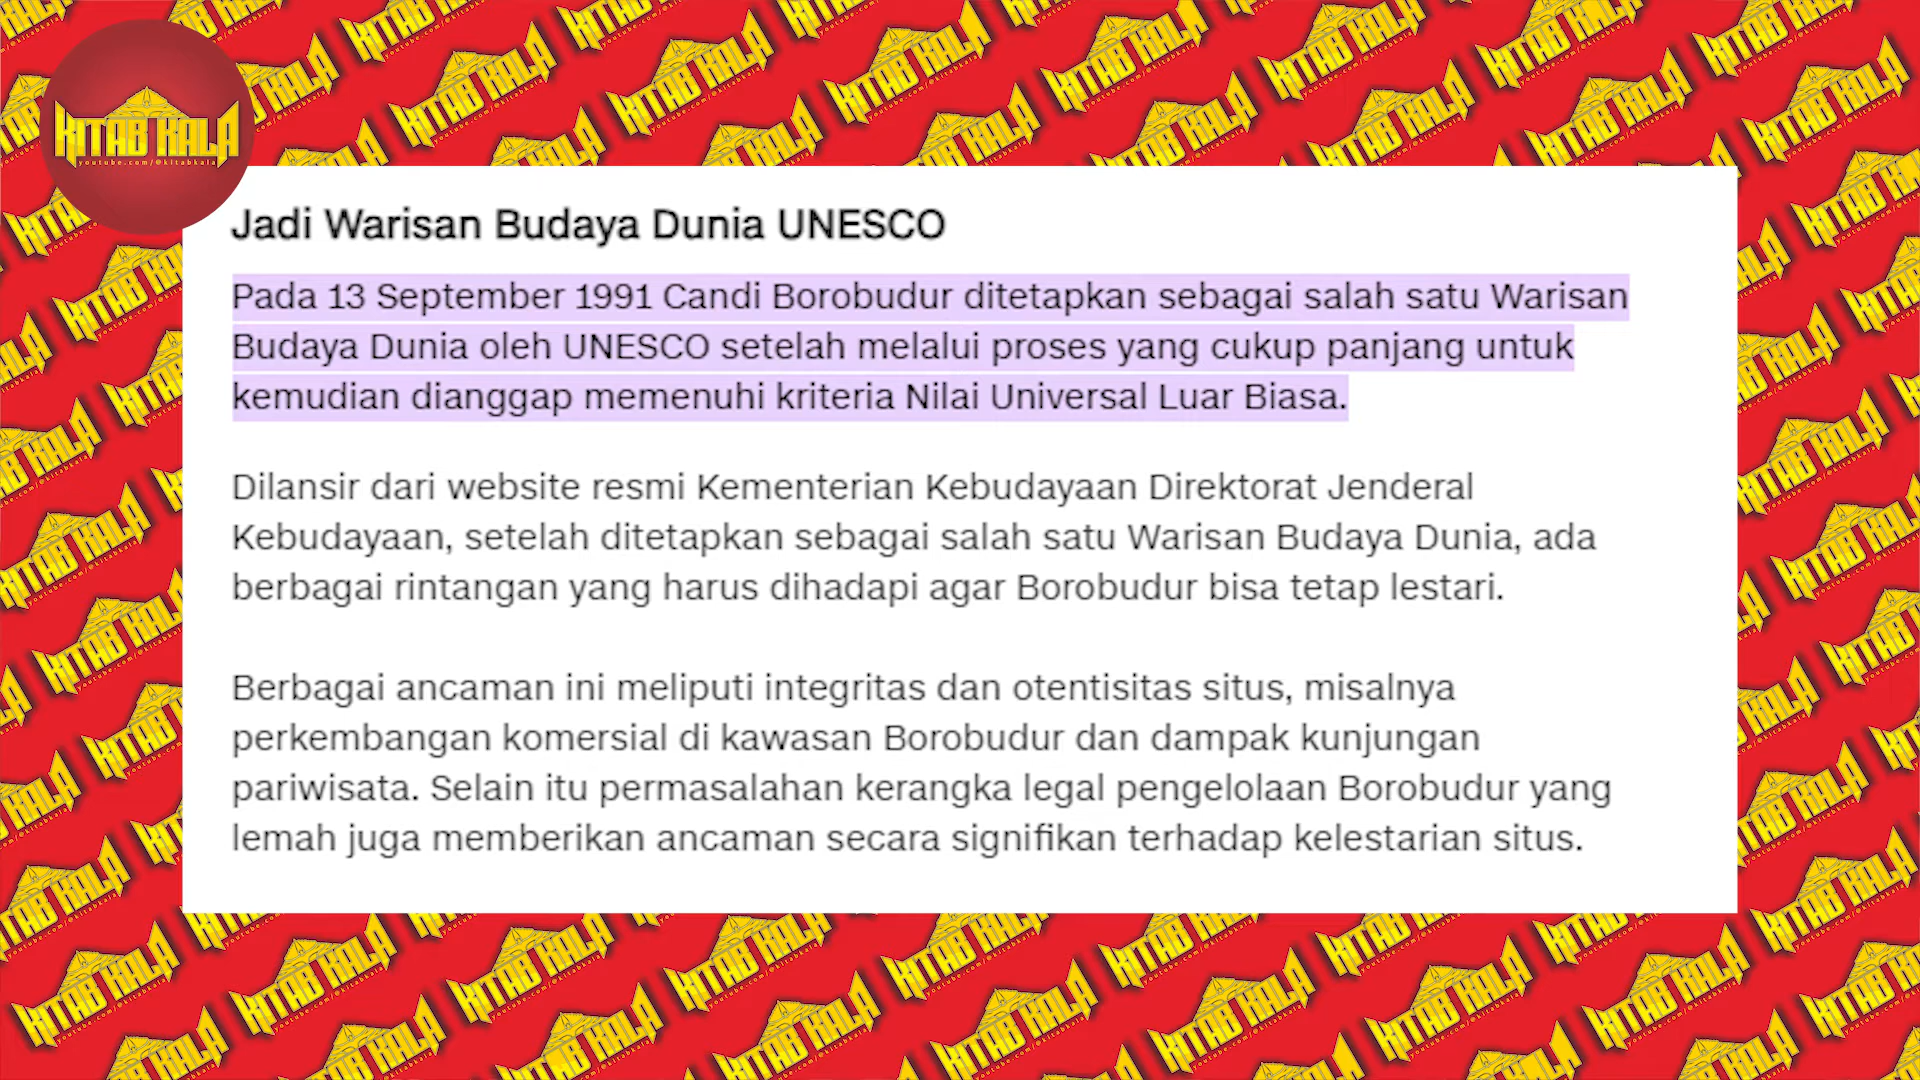 KITAB KALA
youtube.com/@kitabkala
Jadi Warisan Budaya Dunia UNESCO
Pada 13 September 1991 Candi Borobudur ditetapkan sebagai salah satu Warisan
Budaya Dunia oleh UNESCO setelah melalui proses yang cukup panjang untuk
kemudian dianggap memenuhi kriteria Nilai Universal Luar Biasa.
Dilansir dari website resmi Kementerian Kebudayaan Direktorat Jenderal
Kebudayaan, setelah ditetapkan sebagai salah satu Warisan Budaya Dunia, ada
berbagai rintangan yang harus dihadapi agar Borobudur bisa tetap lestari.
Berbagai ancaman ini meliputi integritas dan otentisitas situs, misalnya
perkembangan komersial di kawasan Borobudur dan dampak kunjungan
pariwisata. Selain itu permasalahan kerangka legal pengelolaan Borobudur yang
lemah juga memberikan ancaman secara signifikan terhadap kelestarian situs.